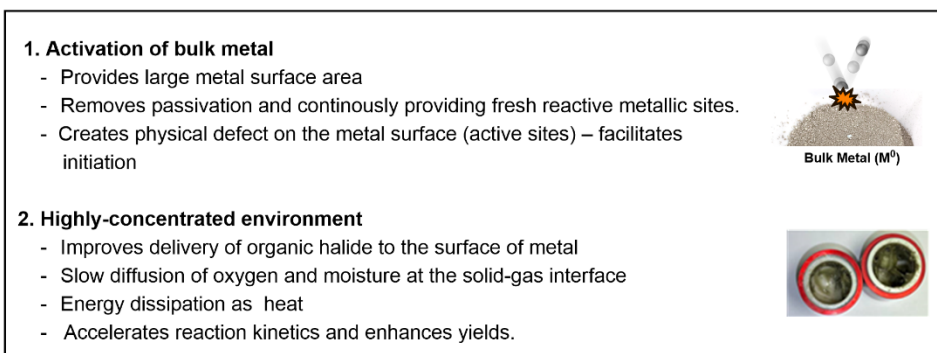 1. Activation of bulk metal
- Provides large metal surface area
- Removes passivation and continously providing fresh reactive metallic sites.
- Creates physical defect on the metal surface (active sites) – facilitates
initiation
Bulk Metal (M⁰)
2. Highly-concentrated environment
- Improves delivery of organic halide to the surface of metal
- Slow diffusion of oxygen and moisture at the solid-gas interface
- Energy dissipation as heat
- Accelerates reaction kinetics and enhances yields.